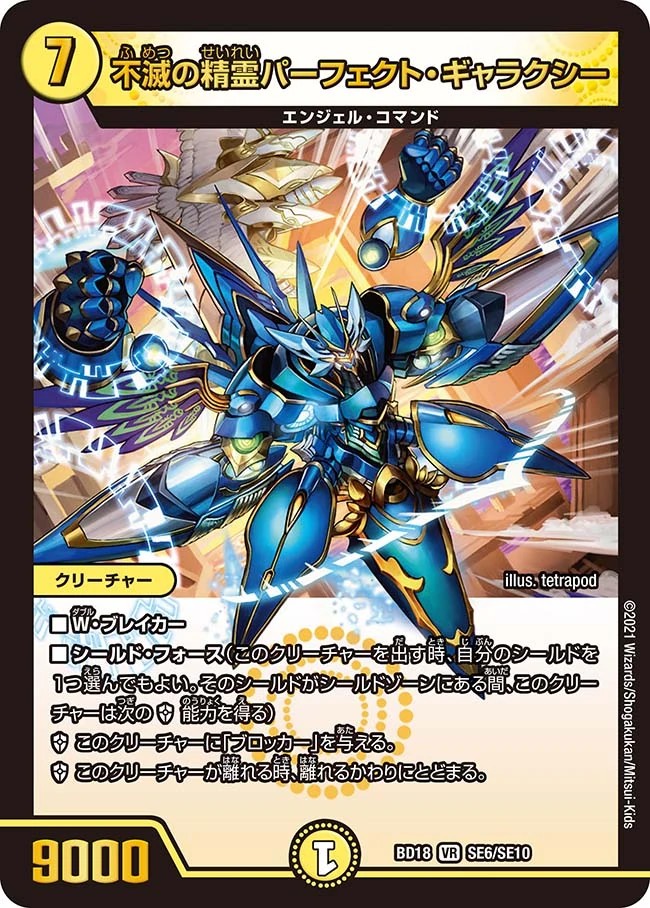 7
不滅の精霊パーフェクト・ギャラクシー
エンジェル・コマンド
クリーチャー
illus. tetrapod
■W・ブレイカー
■シールド・フォース(このクリーチャーを出す時、自分のシールドを
1つ選んでもよい。そのシールドがシールドゾーンにある間、このクリー
チャーは次の 能力を得る)
このクリーチャーに「ブロッカー」を与える。
このクリーチャーが離れる時、離れるかわりにとどまる。
©2021 Wizards/Shogakukan/Mitsui-Kids
9000
1
BD18 VR SE6/SE10